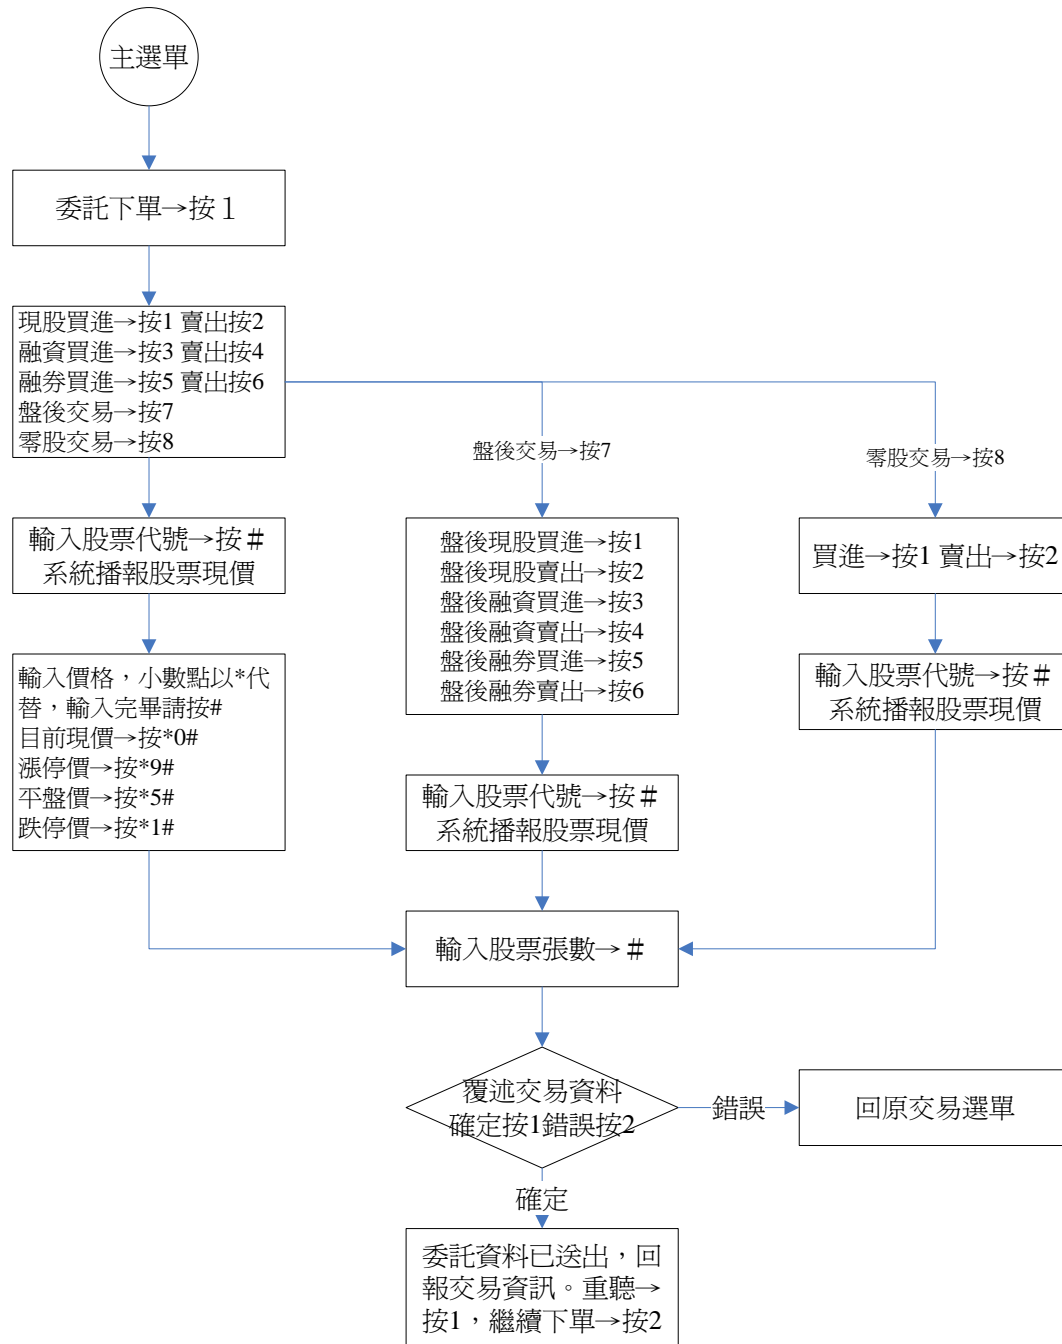 主選單
委託下單→按１
現股買進→按1 賣出按2
融資買進→按3 賣出按4
融券買進→按5 賣出按6
盤後交易→按7
零股交易→按8
盤後交易→按7
零股交易→按8
輸入股票代號→按＃
系統播報股票現價
盤後現股買進→按1
盤後現股賣出→按2
盤後融資買進→按3
盤後融資賣出→按4
盤後融券買進→按5
盤後融券賣出→按6
買進→按1 賣出→按2
輸入價格，小數點以*代
替，輸入完畢請按#
目前現價→按*0#
漲停價→按*9#
平盤價→按*5#
跌停價→按*1#
輸入股票代號→按＃
系統播報股票現價
輸入股票代號→按＃
系統播報股票現價
輸入股票張數→＃
覆述交易資料
確定按1錯誤按2
錯誤
回原交易選單
確定
委託資料已送出，回
報交易資訊。重聽→
按1，繼續下單→按2